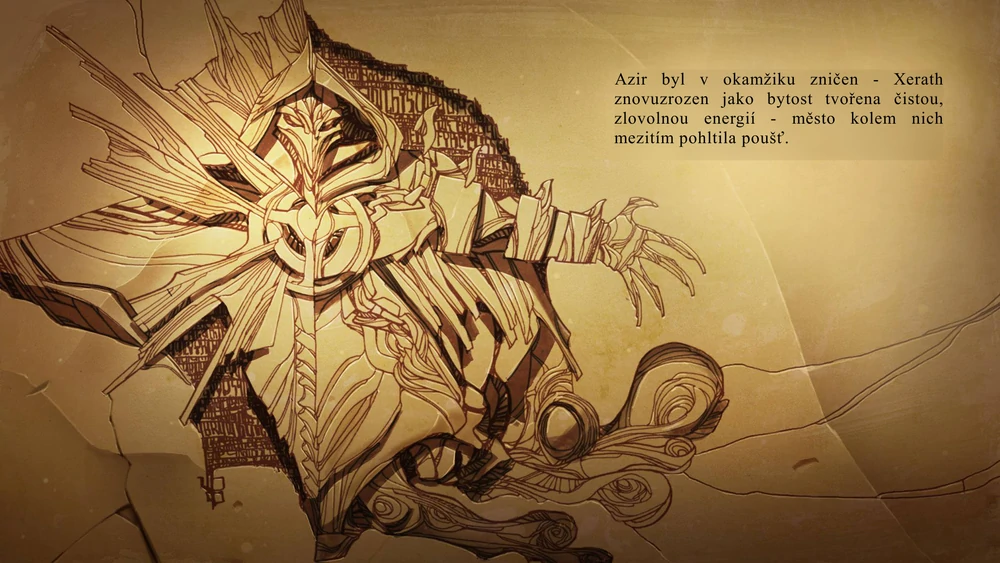 Azir byl v okamžiku zničen - Xerath
znovuzrozen jako bytost tvořena čistou,
zlovolnou energií - město kolem nich
mezitím pohltila poušť.